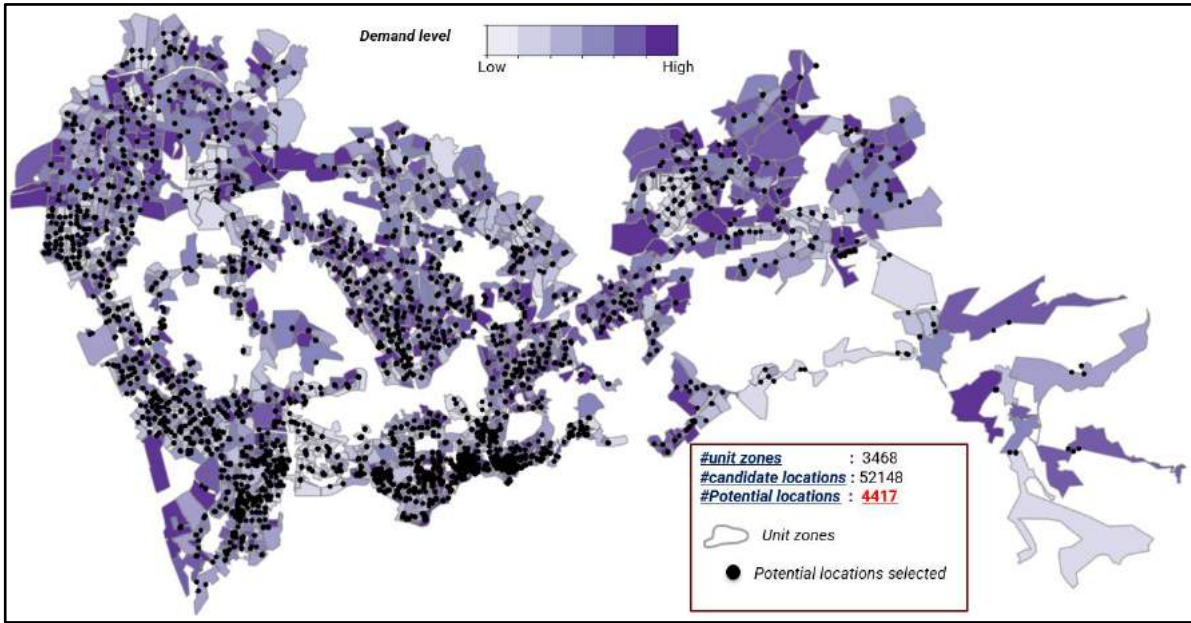 Demand level
Low High
#unit zones : 3468
#candidate locations : 52148
#Potential locations : 4417
Unit zones
Potential locations selected